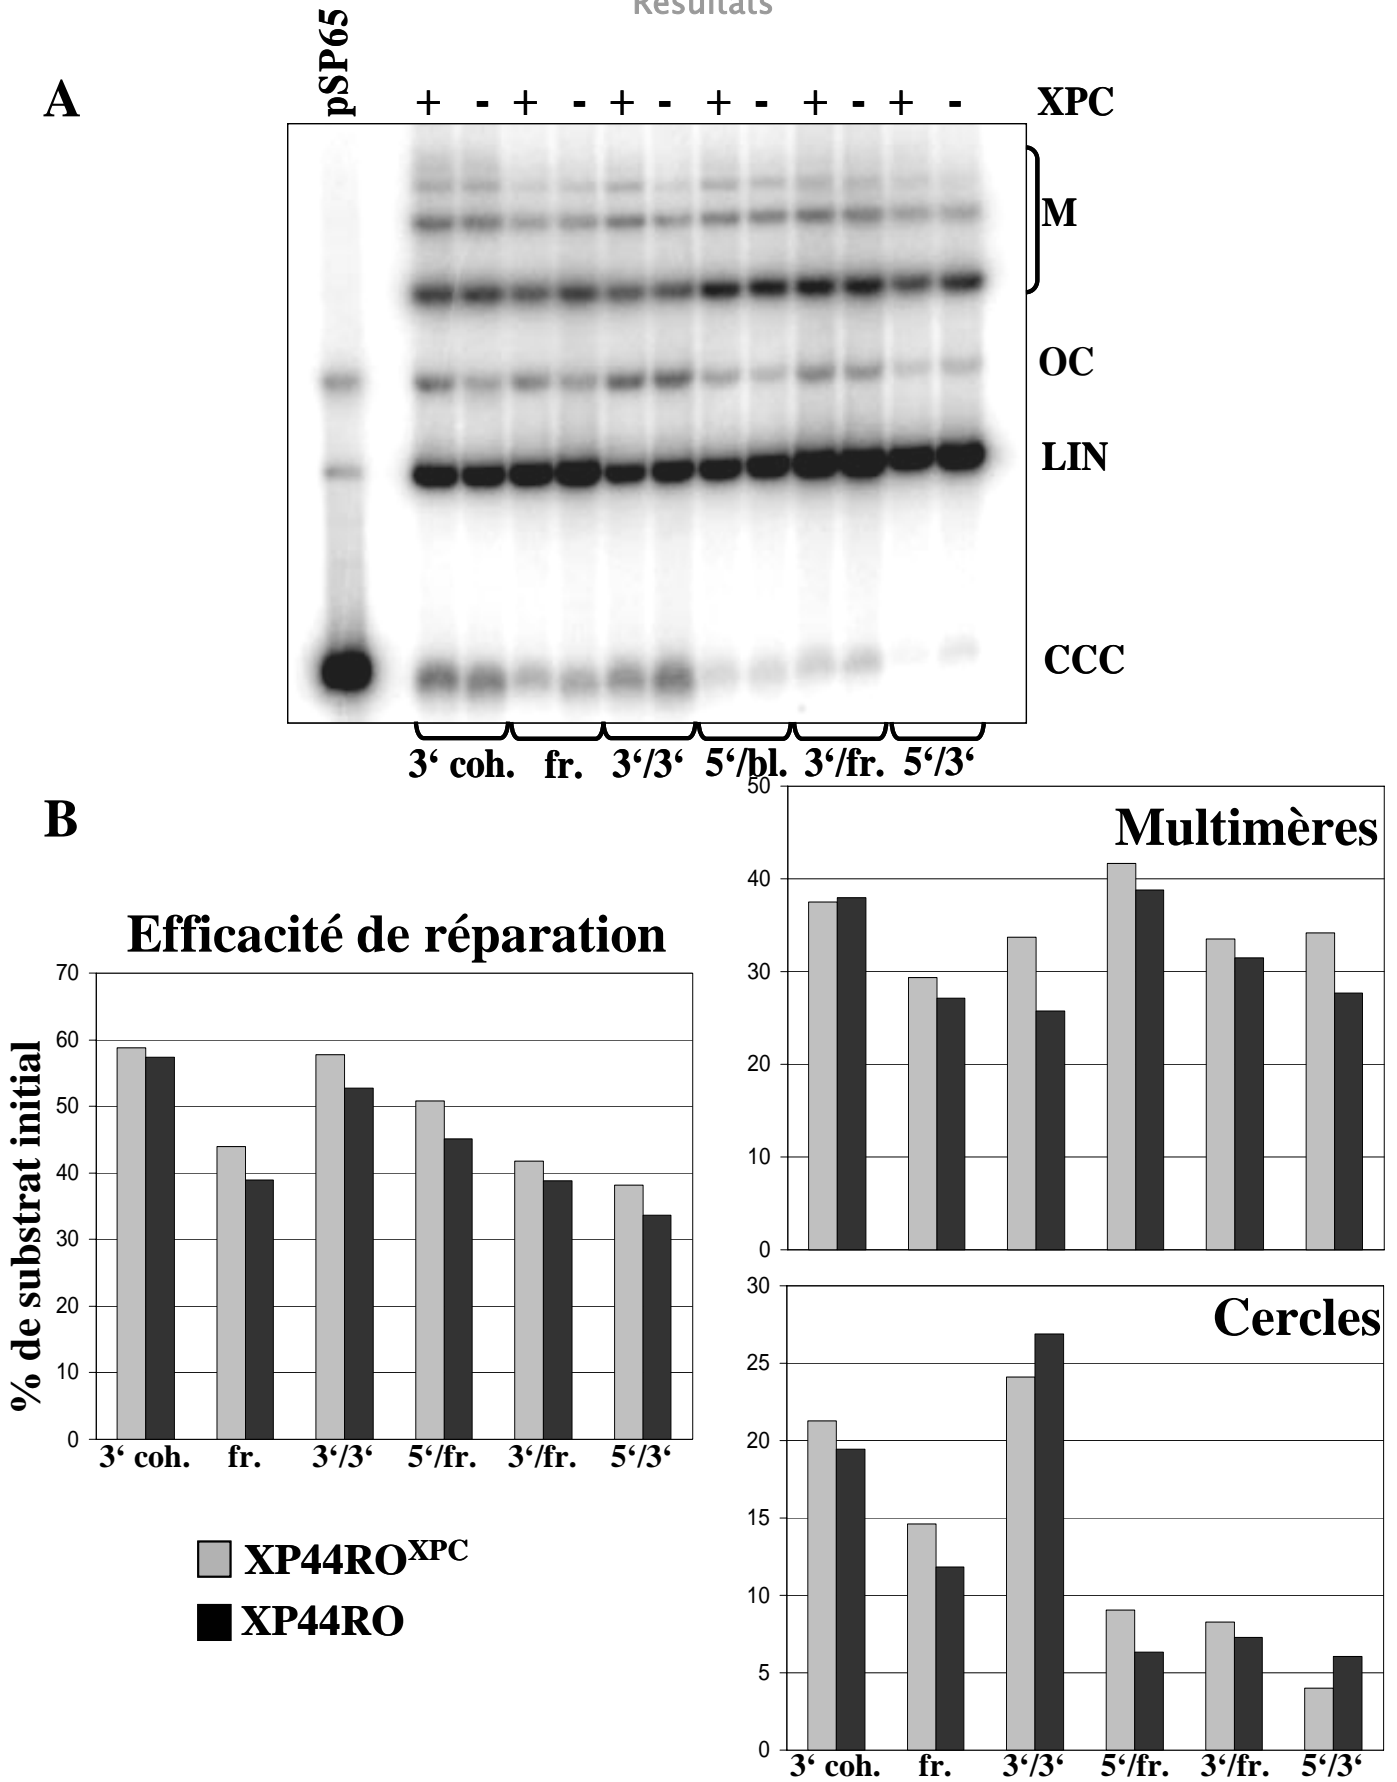 Résultats
pSP65
A
+ - + - + - + - + - + - XPC
M
OC
LIN
CCC
3‘ coh. fr. 3‘/3‘ 5‘/bl. 3‘/fr. 5‘/3‘
B
Efficacité de réparation
% de substrat initial
70
60
50
40
30
20
10
0
3‘ coh. fr. 3‘/3‘ 5‘/fr. 3‘/fr. 5‘/3‘
XP44RO^XPC
XP44RO
Multimères
50
40
30
20
10
0
Cercles
30
25
20
15
10
5
0
3‘ coh. fr. 3‘/3‘ 5‘/fr. 3‘/fr. 5‘/3‘